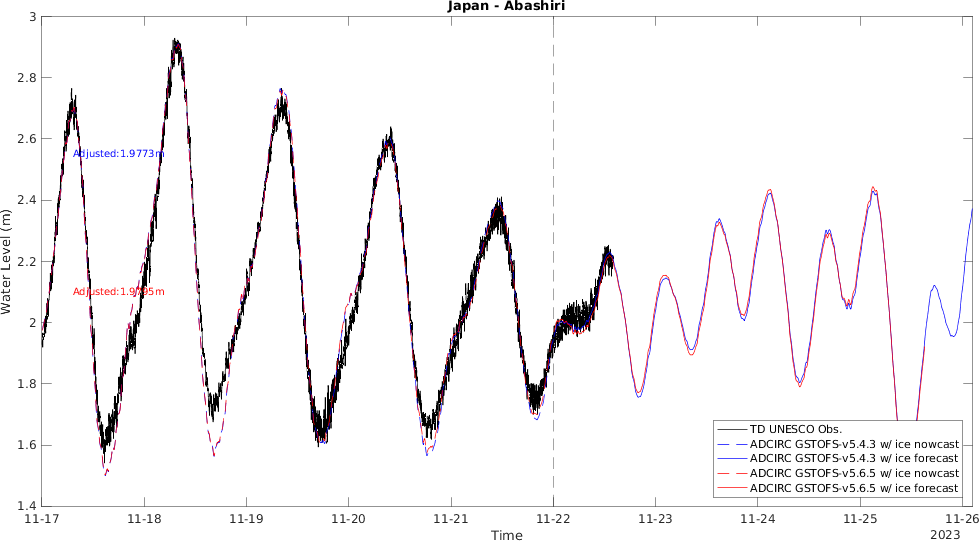 Japan - Abashiri
Water Level (m)
3
2.8
2.6
2.4
2.2
2
1.8
1.6
1.4
Adjusted:1.9773m
Adjusted:1.9795m
TD UNESCO Obs.
ADCIRC GSTOFS-v5.4.3 w/ ice nowcast
ADCIRC GSTOFS-v5.4.3 w/ ice forecast
ADCIRC GSTOFS-v5.6.5 w/ ice nowcast
ADCIRC GSTOFS-v5.6.5 w/ ice forecast
11-17 11-18 11-19 11-20 11-21 11-22 11-23 11-24 11-25 11-26
Time
2023